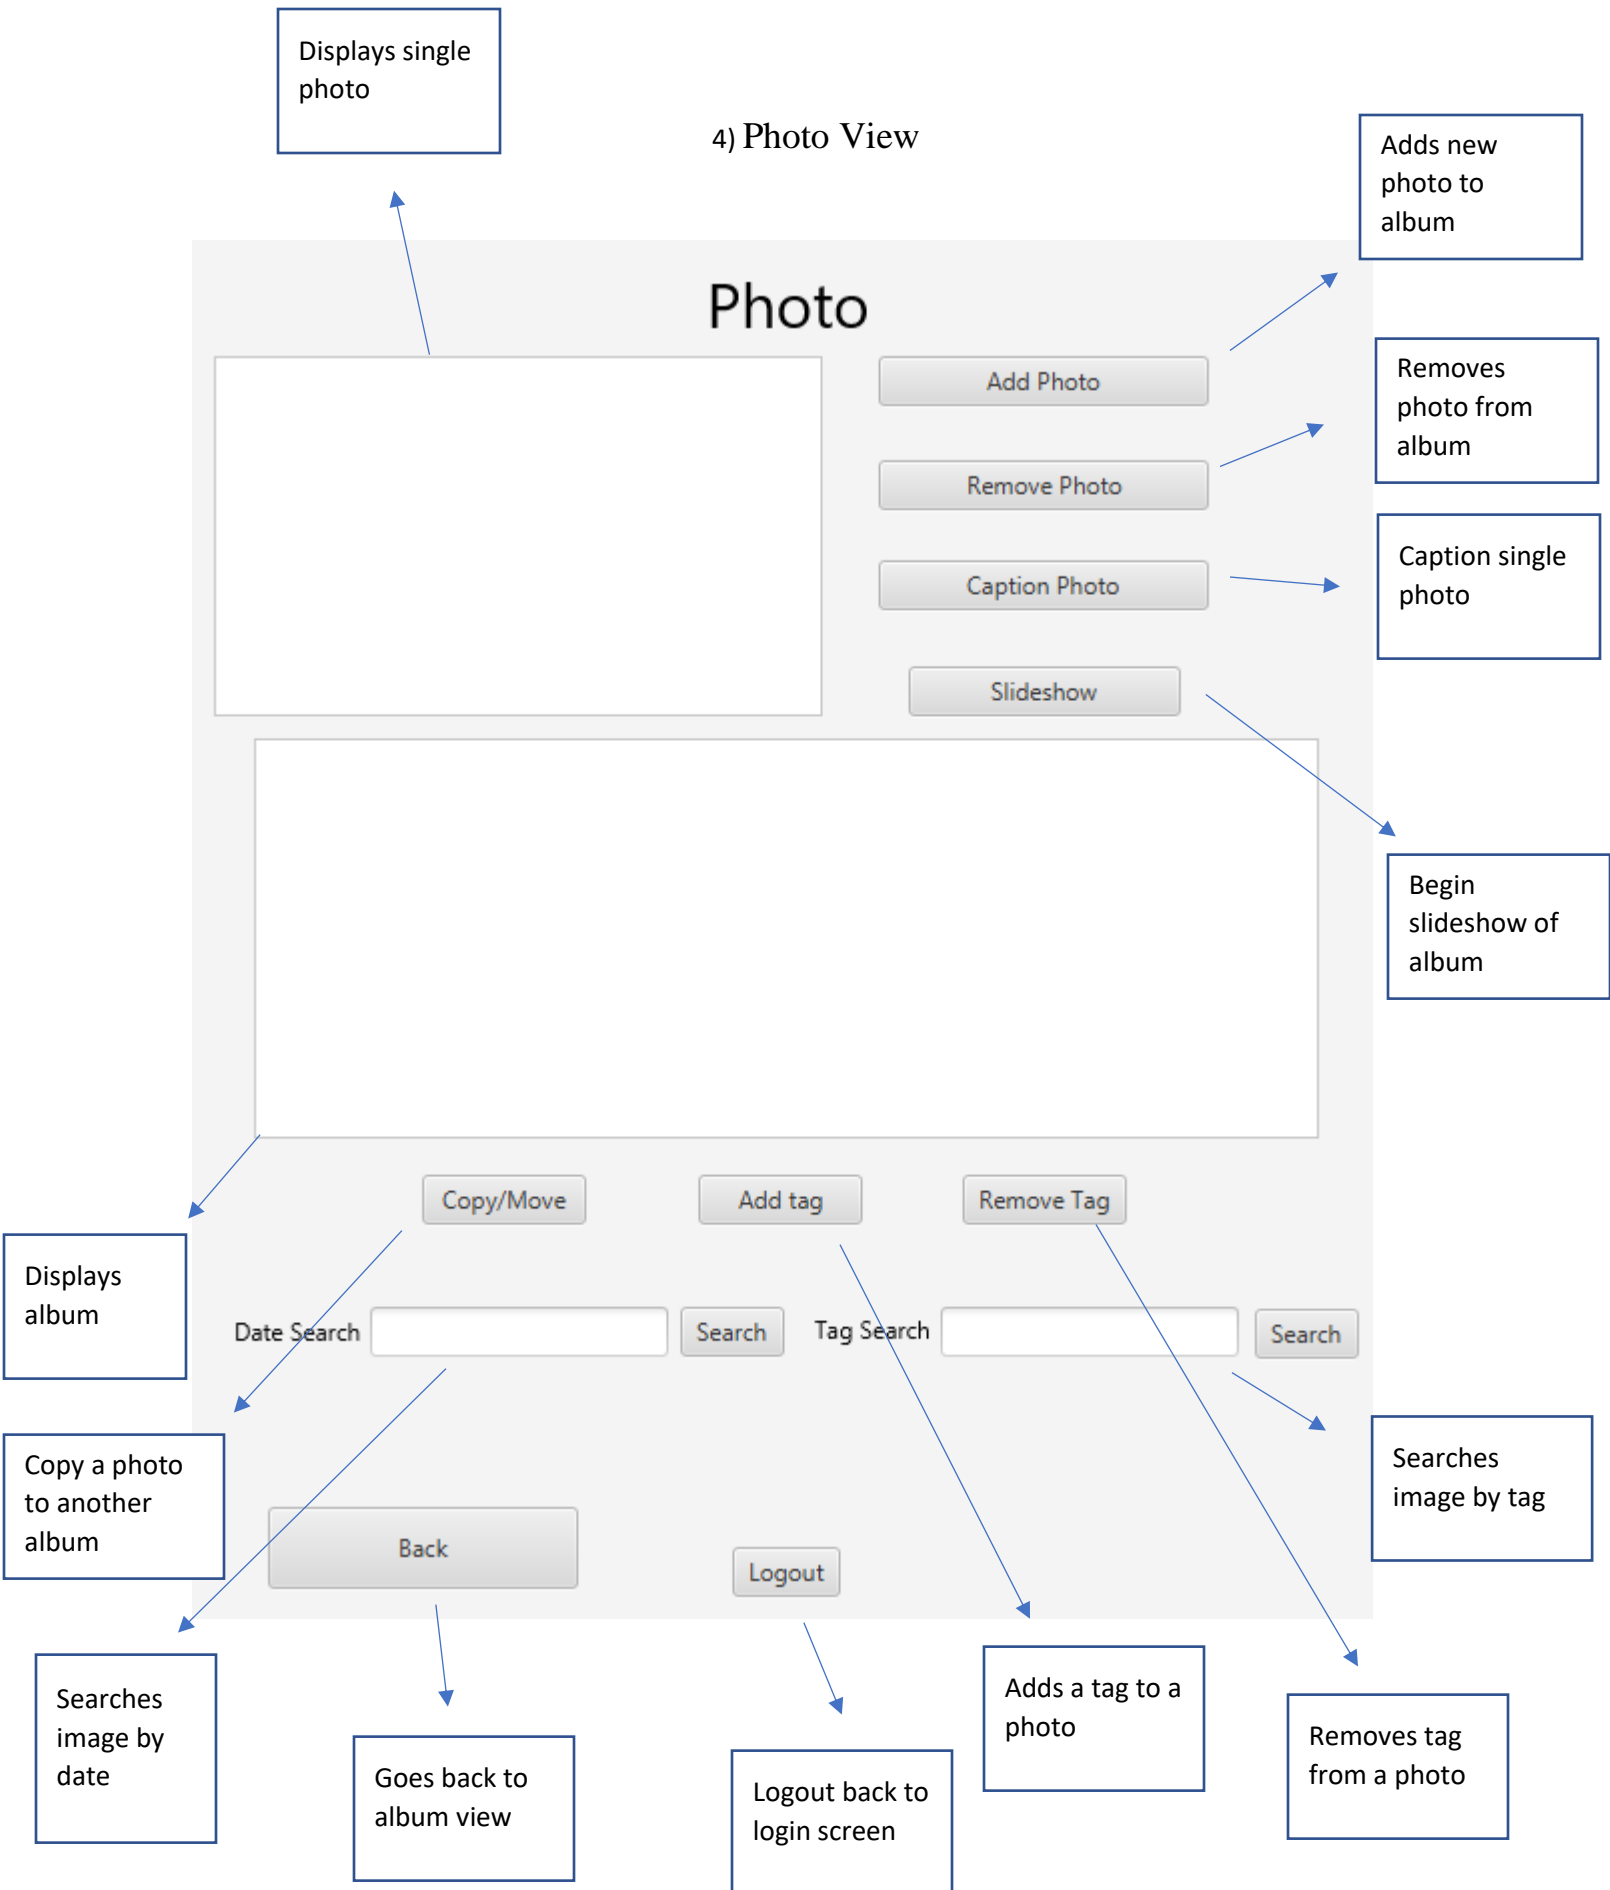 Displays single
photo
4) Photo View
Adds new
photo to
album
Photo
Add Photo
Removes
photo from
album
Remove Photo
Caption Photo
Caption single
photo
Slideshow
Begin
slideshow of
album
Copy/Move
Add tag
Remove Tag
Displays
album
Date Search
Search
Tag Search
Search
Copy a photo
to another
album
Searches
image by tag
Back
Logout
Searches
image by
date
Goes back to
album view
Logout back to
login screen
Adds a tag to a
photo
Removes tag
from a photo